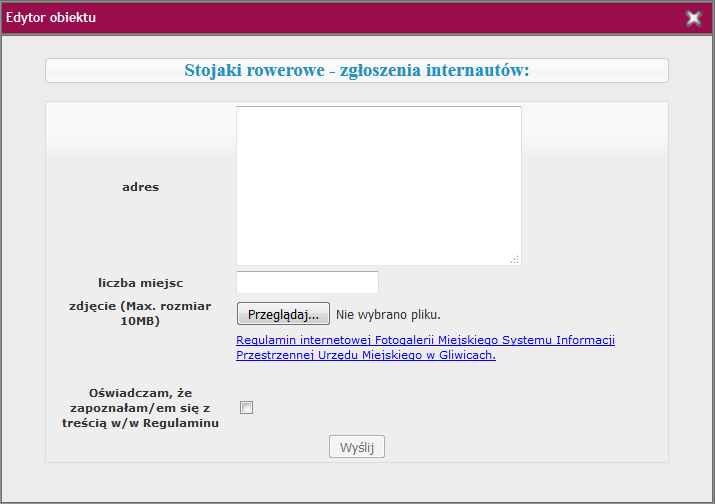 Edytor obiektu
Stojaki rowerowe - zgłoszenia internautów:
adres
liczba miejsc
zdjęcie (Max. rozmiar
10MB)
Przeglądaj... Nie wybrano pliku.
Regulamin internetowej Fotogalerii Miejskiego Systemu Informacji
Przestrzennej Urzędu Miejskiego w Gliwicach.
Oświadczam, że
zapoznałam/em się z
treścią w/w Regulaminu
Wyślij